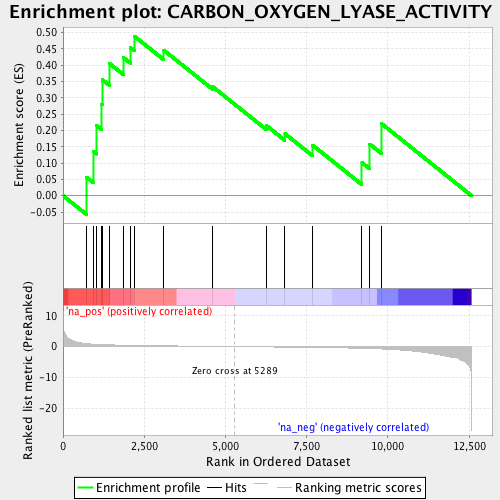 Enrichment plot: CARBON_OXYGEN_LYASE_ACTIVITY
Enrichment score (ES)
0.50
0.45
0.40
0.35
0.30
0.25
0.20
0.15
0.10
0.05
0.00
-0.05
'na_pos' (positively correlated)
Ranked list metric (PreRanked)
10
0
-10
-20
Zero cross at 5289
'na_neg' (negatively correlated)
0
2,500
5,000
7,500
10,000
12,500
Rank in Ordered Dataset
Enrichment profile
Hits
Ranking metric scores